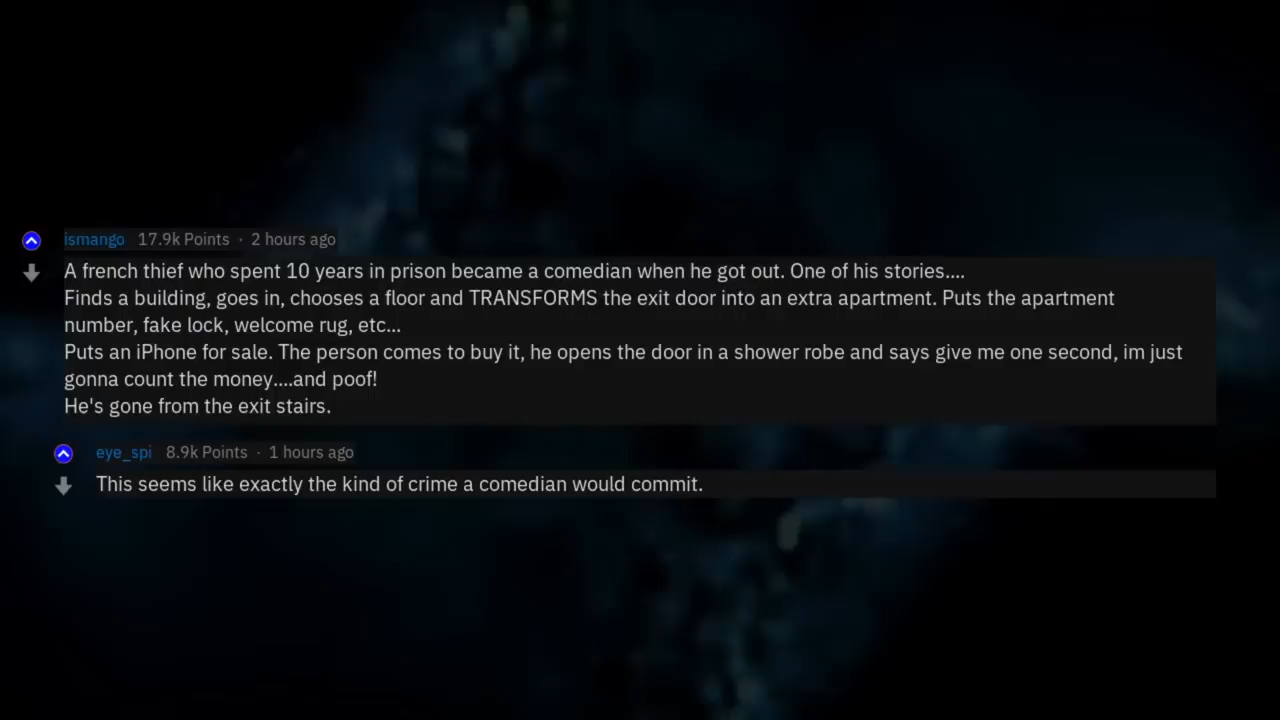 ismango 17.9k Points · 2 hours ago
A french thief who spent 10 years in prison became a comedian when he got out. One of his stories....
Finds a building, goes in, chooses a floor and TRANSFORMS the exit door into an extra apartment. Puts the apartment
number, fake lock, welcome rug, etc...
Puts an iPhone for sale. The person comes to buy it, he opens the door in a shower robe and says give me one second, im just
gonna count the money....and poof!
He's gone from the exit stairs.
eye_spi 8.9k Points · 1 hours ago
This seems like exactly the kind of crime a comedian would commit.